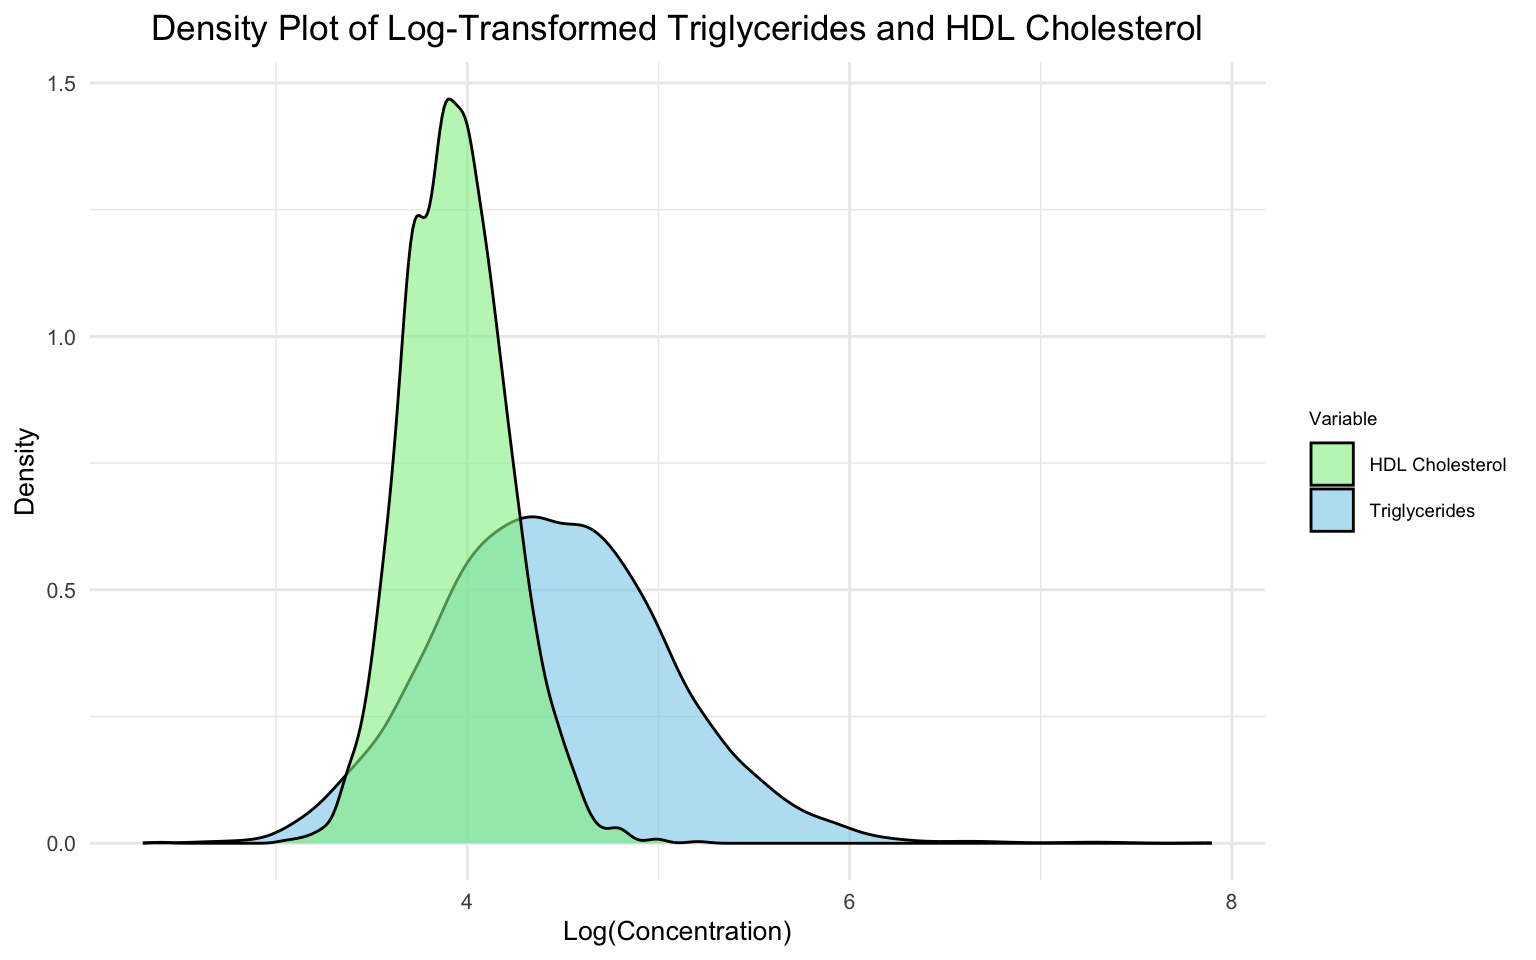 Density Plot of Log-Transformed Triglycerides and HDL Cholesterol
1.5
1.0
0.5
0.0
Density
4
6
8
Log(Concentration)
Variable
HDL Cholesterol
Triglycerides